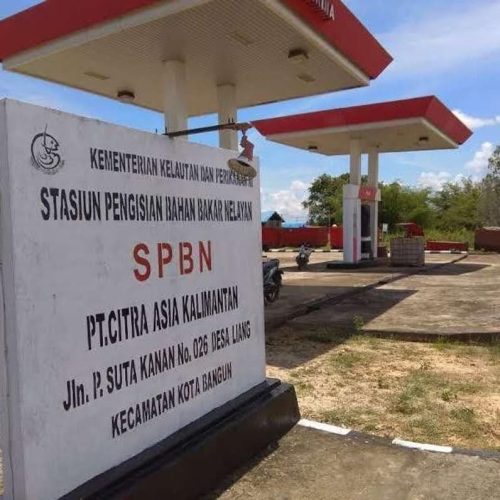 KEMENTERIAN KELAUTAN DAN PERIKANAN RI
STASIUN PENGISIAN BAHAN BAKAR NELAYAN
SPBN
PT.CITRA ASIA KALIMANTAN
Jln. P. SUTA KANAN No. 026 DESA LIANG
KECAMATAN KOTA BANGUN